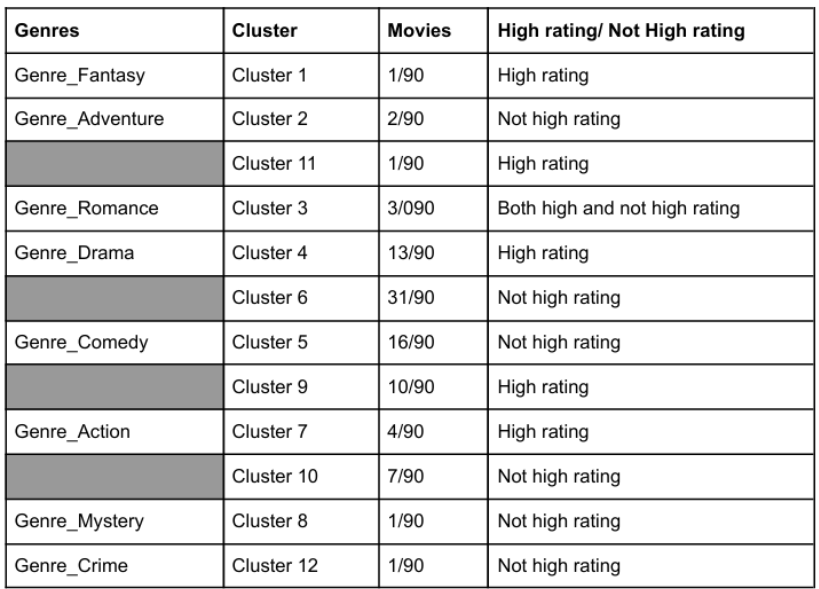 Genres Cluster Movies High rating/ Not High rating
Genre_Fantasy Cluster 1 1/90 High rating
Genre_Adventure Cluster 2 2/90 Not high rating
Cluster 11 1/90 High rating
Genre_Romance Cluster 3 3/090 Both high and not high rating
Genre_Drama Cluster 4 13/90 High rating
Cluster 6 31/90 Not high rating
Genre_Comedy Cluster 5 16/90 Not high rating
Cluster 9 10/90 High rating
Genre_Action Cluster 7 4/90 High rating
Cluster 10 7/90 Not high rating
Genre_Mystery Cluster 8 1/90 Not high rating
Genre_Crime Cluster 12 1/90 Not high rating